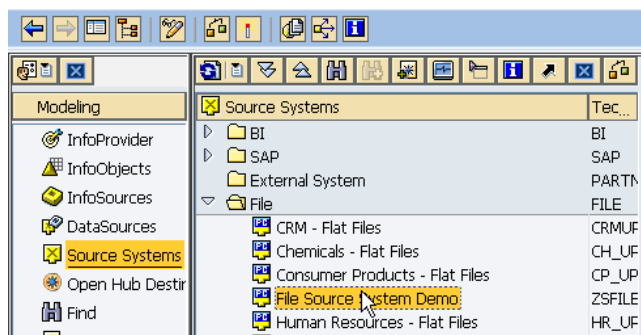 Modeling
InfoProvider
InfoObjects
InfoSources
DataSources
Source Systems
Open Hub Destir
Find
Source Systems Tec...
BI BI
SAP SAP
External System PARTN
File FILE
CRM - Flat Files CRMUF
Chemicals - Flat Files CH_UF
Consumer Products - Flat Files CP_UP
File Source System Demo ZSFILE
Human Resources - Flat Files HR_UF